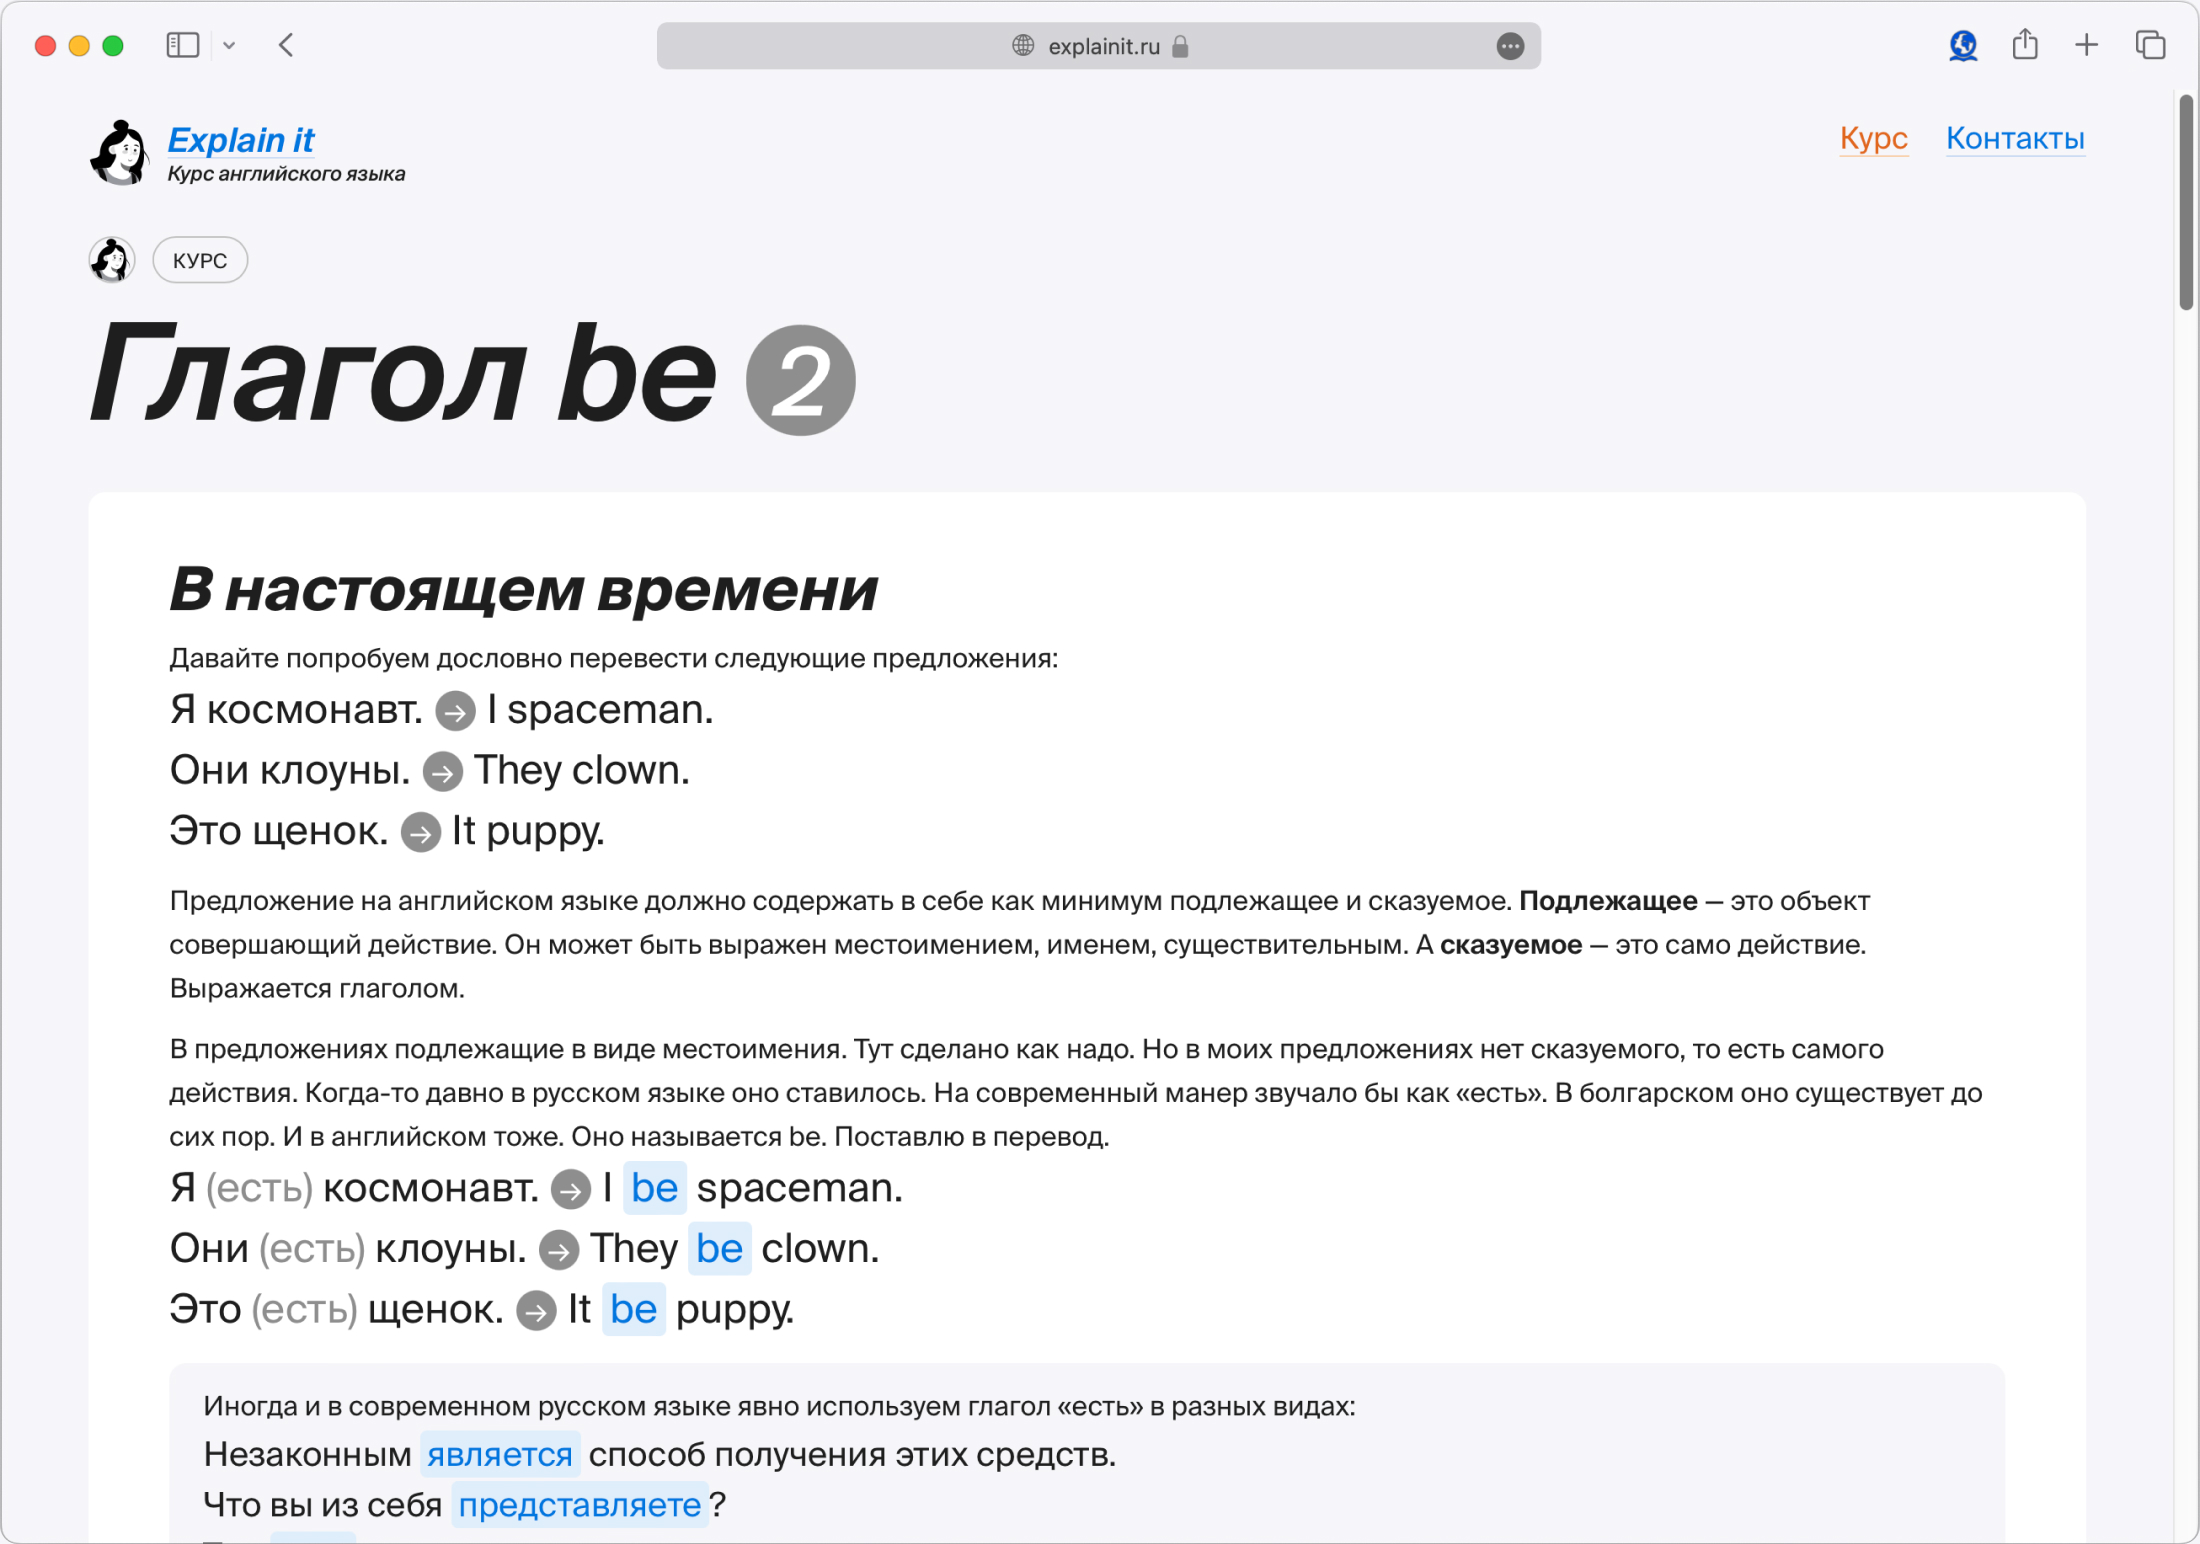 explainit.ru
Explain it
Курс английского языка
Курс
Контакты
КУРС
Глагол be 2
В настоящем времени
Давайте попробуем дословно перевести следующие предложения:
Я космонавт. → I spaceman.
Они клоуны. → They clown.
Это щенок. → It puppy.
Предложение на английском языке должно содержать в себе как минимум подлежащее и сказуемое. Подлежащее — это объект
совершающий действие. Он может быть выражен местоимением, именем, существительным. А сказуемое — это само действие.
Выражается глаголом.
В предложениях подлежащие в виде местоимения. Тут сделано как надо. Но в моих предложениях нет сказуемого, то есть самого
действия. Когда-то давно в русском языке оно ставилось. На современный манер звучало бы как «есть». В болгарском оно существует до
сих пор. И в английском тоже. Оно называется be. Поставлю в перевод.
Я (есть) космонавт. → I be spaceman.
Они (есть) клоуны. → They be clown.
Это (есть) щенок. → It be puppy.
Иногда и в современном русском языке явно используем глагол «есть» в разных видах:
Незаконным является способ получения этих средств.
Что вы из себя представляете?